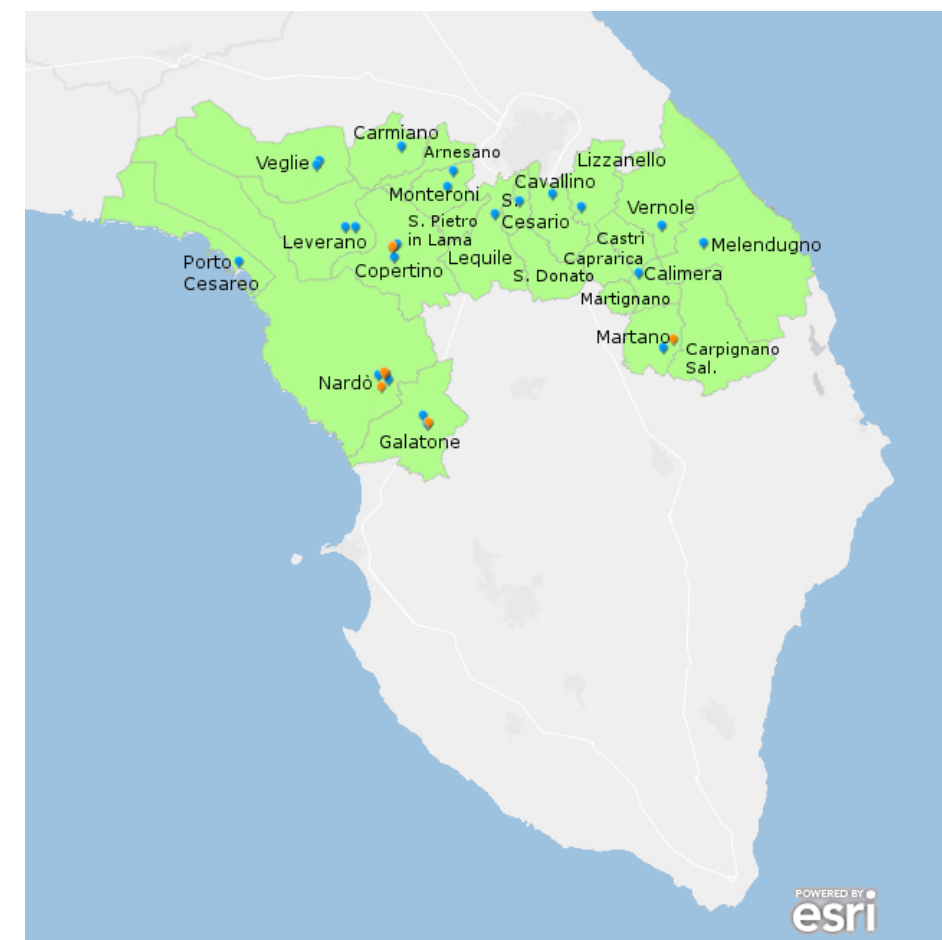 Carmiano
Arnesano
Veglie
Lizzanello
Cavallino
Monteroni
S.
Cesario
Vernole
S. Pietro
in Lama
Leverano
Castrì
Melendugno
Lequile
Caprarica
Porto
Cesareo
Copertino
S. Donato
Calimera
Martignano
Martano
Carpignano
Sal.
Nardò
Galatone
POWERED BY
esri